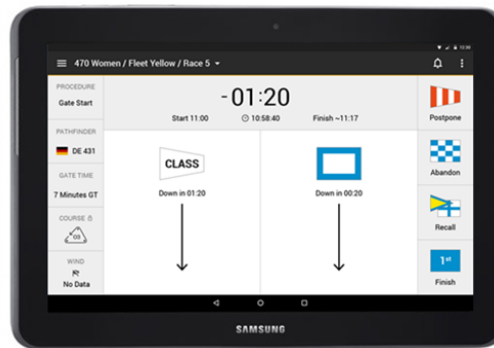 470 Women / Fleet Yellow / Race 5
PROCEDURE
Gate Start
PATHFINDER
DE 431
GATE TIME
7 Minutes GT
COURSE
WIND
No Data
-01:20
Start 11:00
10:58:40
Finish ~11:17
CLASS
Down in 01:20
Down in 00:20
Postpone
Abandon
Recall
1st
Finish
SAMSUNG